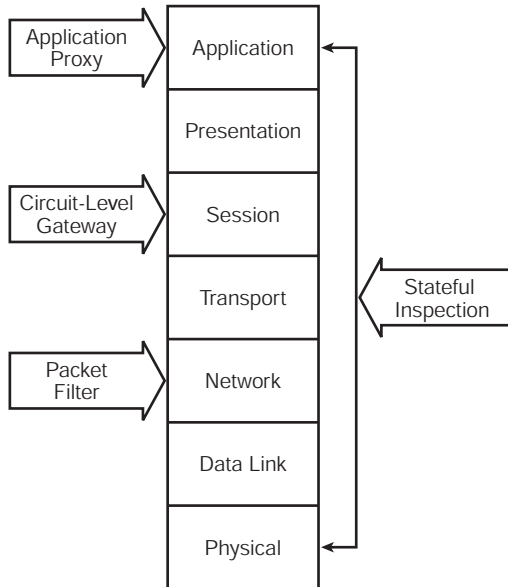 Application
Proxy
Application
Presentation
Circuit-Level
Gateway
Session
Transport
Stateful
Inspection
Packet
Filter
Network
Data Link
Physical